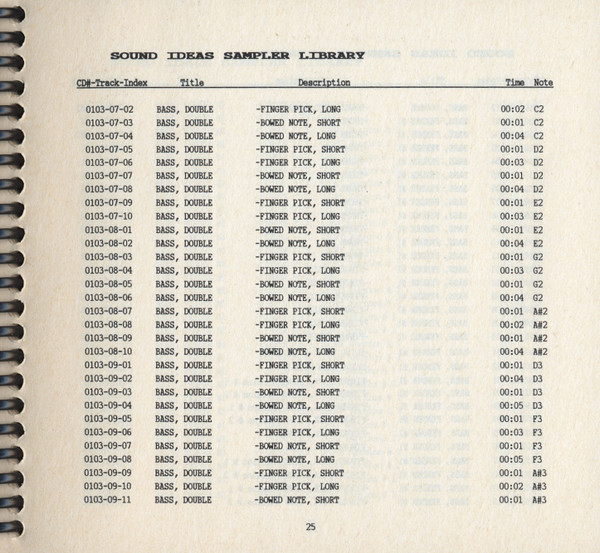 SOUND IDEAS SAMPLER LIBRARY
CD#-Track-Index Title Description Time Note
0103-07-02 BASS, DOUBLE -FINGER PICK, LONG 00:02 C2
0103-07-03 BASS, DOUBLE -BOWED NOTE, SHORT 00:01 C2
0103-07-04 BASS, DOUBLE -BOWED NOTE, LONG 00:04 C2
0103-07-05 BASS, DOUBLE -FINGER PICK, SHORT 00:01 D2
0103-07-06 BASS, DOUBLE -FINGER PICK, LONG 00:03 D2
0103-07-07 BASS, DOUBLE -BOWED NOTE, SHORT 00:01 D2
0103-07-08 BASS, DOUBLE -BOWED NOTE, LONG 00:04 D2
0103-07-09 BASS, DOUBLE -FINGER PICK, SHORT 00:01 E2
0103-07-10 BASS, DOUBLE -FINGER PICK, LONG 00:03 E2
0103-08-01 BASS, DOUBLE -BOWED NOTE, SHORT 00:01 E2
0103-08-02 BASS, DOUBLE -BOWED NOTE, LONG 00:04 E2
0103-08-03 BASS, DOUBLE -FINGER PICK, SHORT 00:01 G2
0103-08-04 BASS, DOUBLE -FINGER PICK, LONG 00:03 G2
0103-08-05 BASS, DOUBLE -BOWED NOTE, SHORT 00:01 G2
0103-08-06 BASS, DOUBLE -BOWED NOTE, LONG 00:04 G2
0103-08-07 BASS, DOUBLE -FINGER PICK, SHORT 00:01 A#2
0103-08-08 BASS, DOUBLE -FINGER PICK, LONG 00:02 A#2
0103-08-09 BASS, DOUBLE -BOWED NOTE, SHORT 00:01 A#2
0103-08-10 BASS, DOUBLE -BOWED NOTE, LONG 00:04 A#2
0103-09-01 BASS, DOUBLE -FINGER PICK, SHORT 00:01 D3
0103-09-02 BASS, DOUBLE -FINGER PICK, LONG 00:04 D3
0103-09-03 BASS, DOUBLE -BOWED NOTE, SHORT 00:01 D3
0103-09-04 BASS, DOUBLE -BOWED NOTE, LONG 00:05 D3
0103-09-05 BASS, DOUBLE -FINGER PICK, SHORT 00:01 F3
0103-09-06 BASS, DOUBLE -FINGER PICK, LONG 00:03 F3
0103-09-07 BASS, DOUBLE -BOWED NOTE, SHORT 00:01 F3
0103-09-08 BASS, DOUBLE -BOWED NOTE, LONG 00:05 F3
0103-09-09 BASS, DOUBLE -FINGER PICK, SHORT 00:01 A#3
0103-09-10 BASS, DOUBLE -FINGER PICK, LONG 00:02 A#3
0103-09-11 BASS, DOUBLE -BOWED NOTE, SHORT 00:01 A#3
25